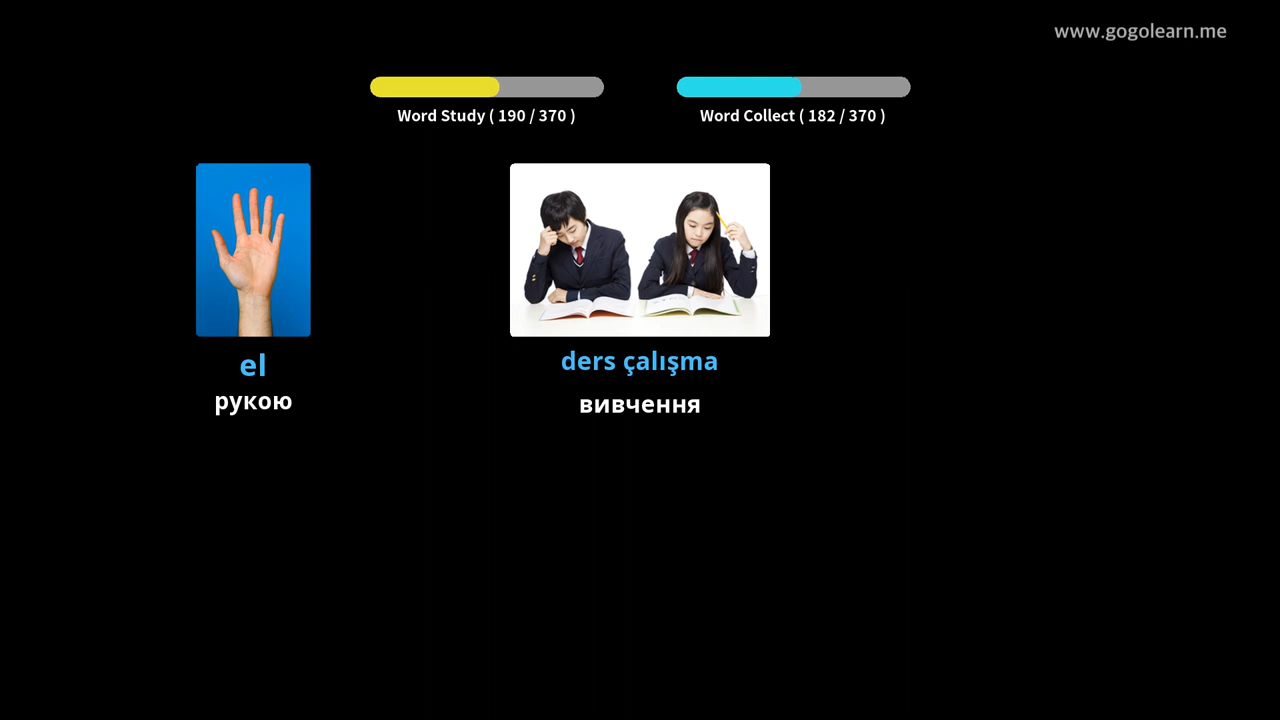 www.gogolearn.me
Word Study ( 190 / 370 )
Word Collect ( 182 / 370 )
el
рукою
ders çalışma
вивчення